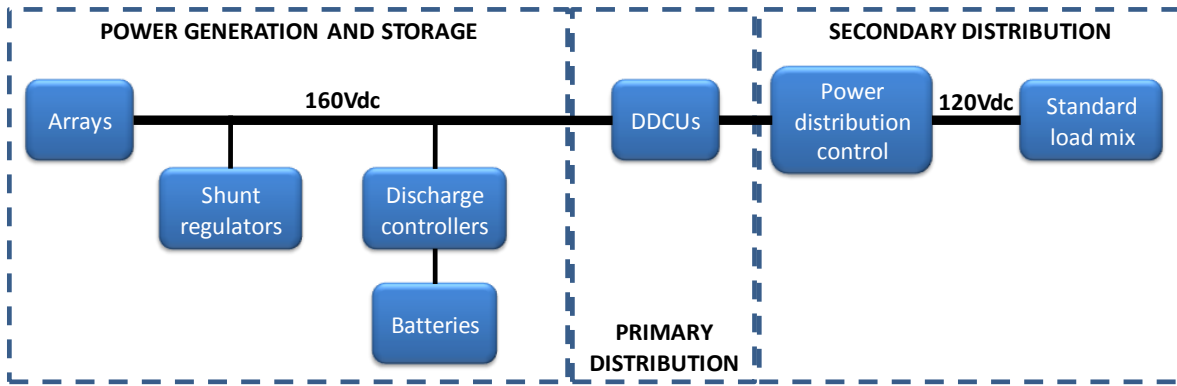 POWER GENERATION AND STORAGE
Arrays
160Vdc
Shunt
regulators
Discharge
controllers
Batteries
DDCUs
PRIMARY
DISTRIBUTION
SECONDARY DISTRIBUTION
Power
distribution
control
120Vdc
Standard
load mix